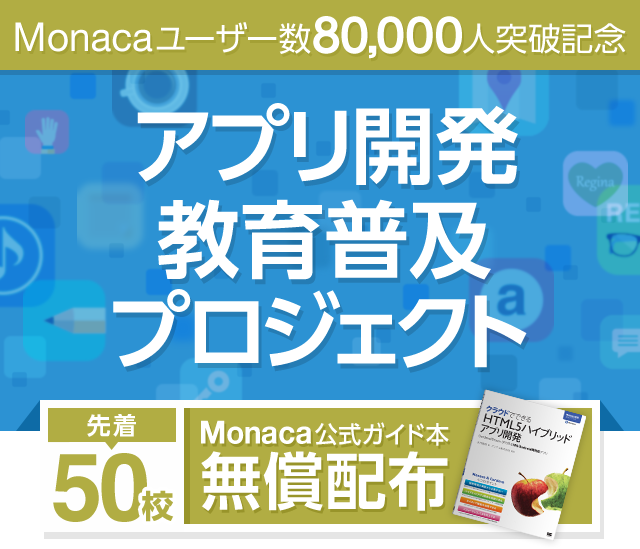 Monacaユーザー数80,000人突破記念
アプリ開発
教育普及
プロジェクト
Regina
RE
a
先着
50校
Monaca公式ガイド本
無償配布
クラウドでできる
HTML5ハイブリッド
アプリ開発